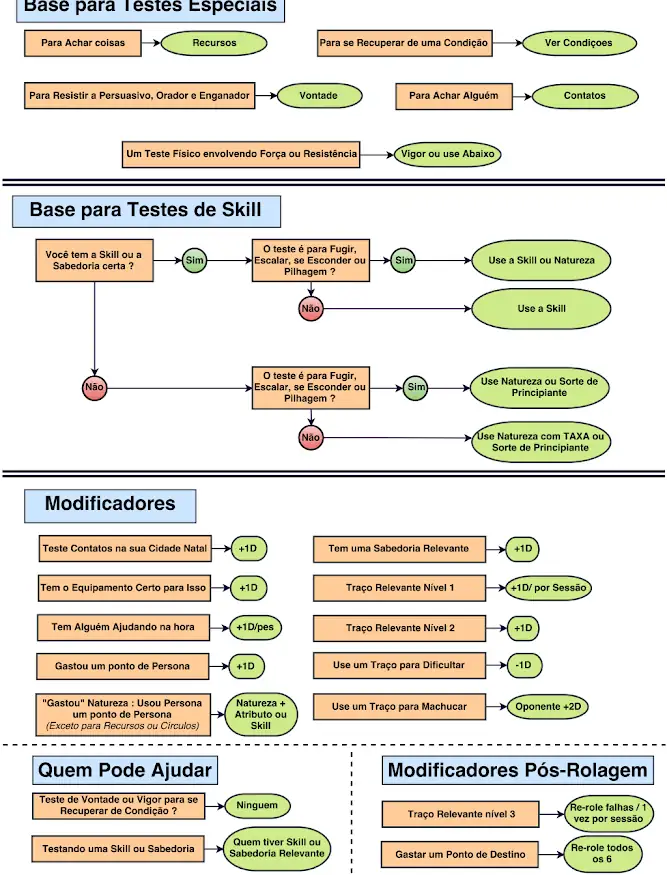 Base para Testes Especiais
Para Achar coisas
Recursos
Para se Recuperar de uma Condição
Ver Condiçoes
Para Resistir a Persuasivo, Orador e Enganador
Vontade
Para Achar Alguém
Contatos
Um Teste Físico envolvendo Força ou Resistência
Vigor ou use Abaixo
Base para Testes de Skill
Você tem a Skill ou a
Sabedoria certa ?
Sim
O teste é para Fugir,
Escalar, se Esconder ou
Pilhagem ?
Sim
Use a Skill ou Natureza
Não
Use a Skill
Não
O teste é para Fugir,
Escalar, se Esconder ou
Pilhagem ?
Sim
Use Natureza ou Sorte de
Principiante
Não
Use Natureza com TAXA ou
Sorte de Principiante
Modificadores
Teste Contatos na sua Cidade Natal
+1D
Tem o Equipamento Certo para Isso
+1D
Tem Alguém Ajudando na hora
+1D/pes
Gastou um ponto de Persona
+1D
"Gastou" Natureza : Usou Persona
um ponto de Persona
(Exceto para Recursos ou Círculos)
Natureza +
Atributo ou
Skill
Tem uma Sabedoria Relevante
+1D
Traço Relevante Nível 1
+1D/ por Sessão
Traço Relevante Nível 2
+1D
Use um Traço para Dificultar
-1D
Use um Traço para Machucar
Oponente +2D
Quem Pode Ajudar
Teste de Vontade ou Vigor para se
Recuperar de Condição ?
Ninguem
Testando uma Skill ou Sabedoria
Quem tiver Skill ou
Sabedoria Relevante
Modificadores Pós-Rolagem
Traço Relevante nível 3
Re-role falhas / 1
vez por sessão
Gastar um Ponto de Destino
Re-role todos
os 6